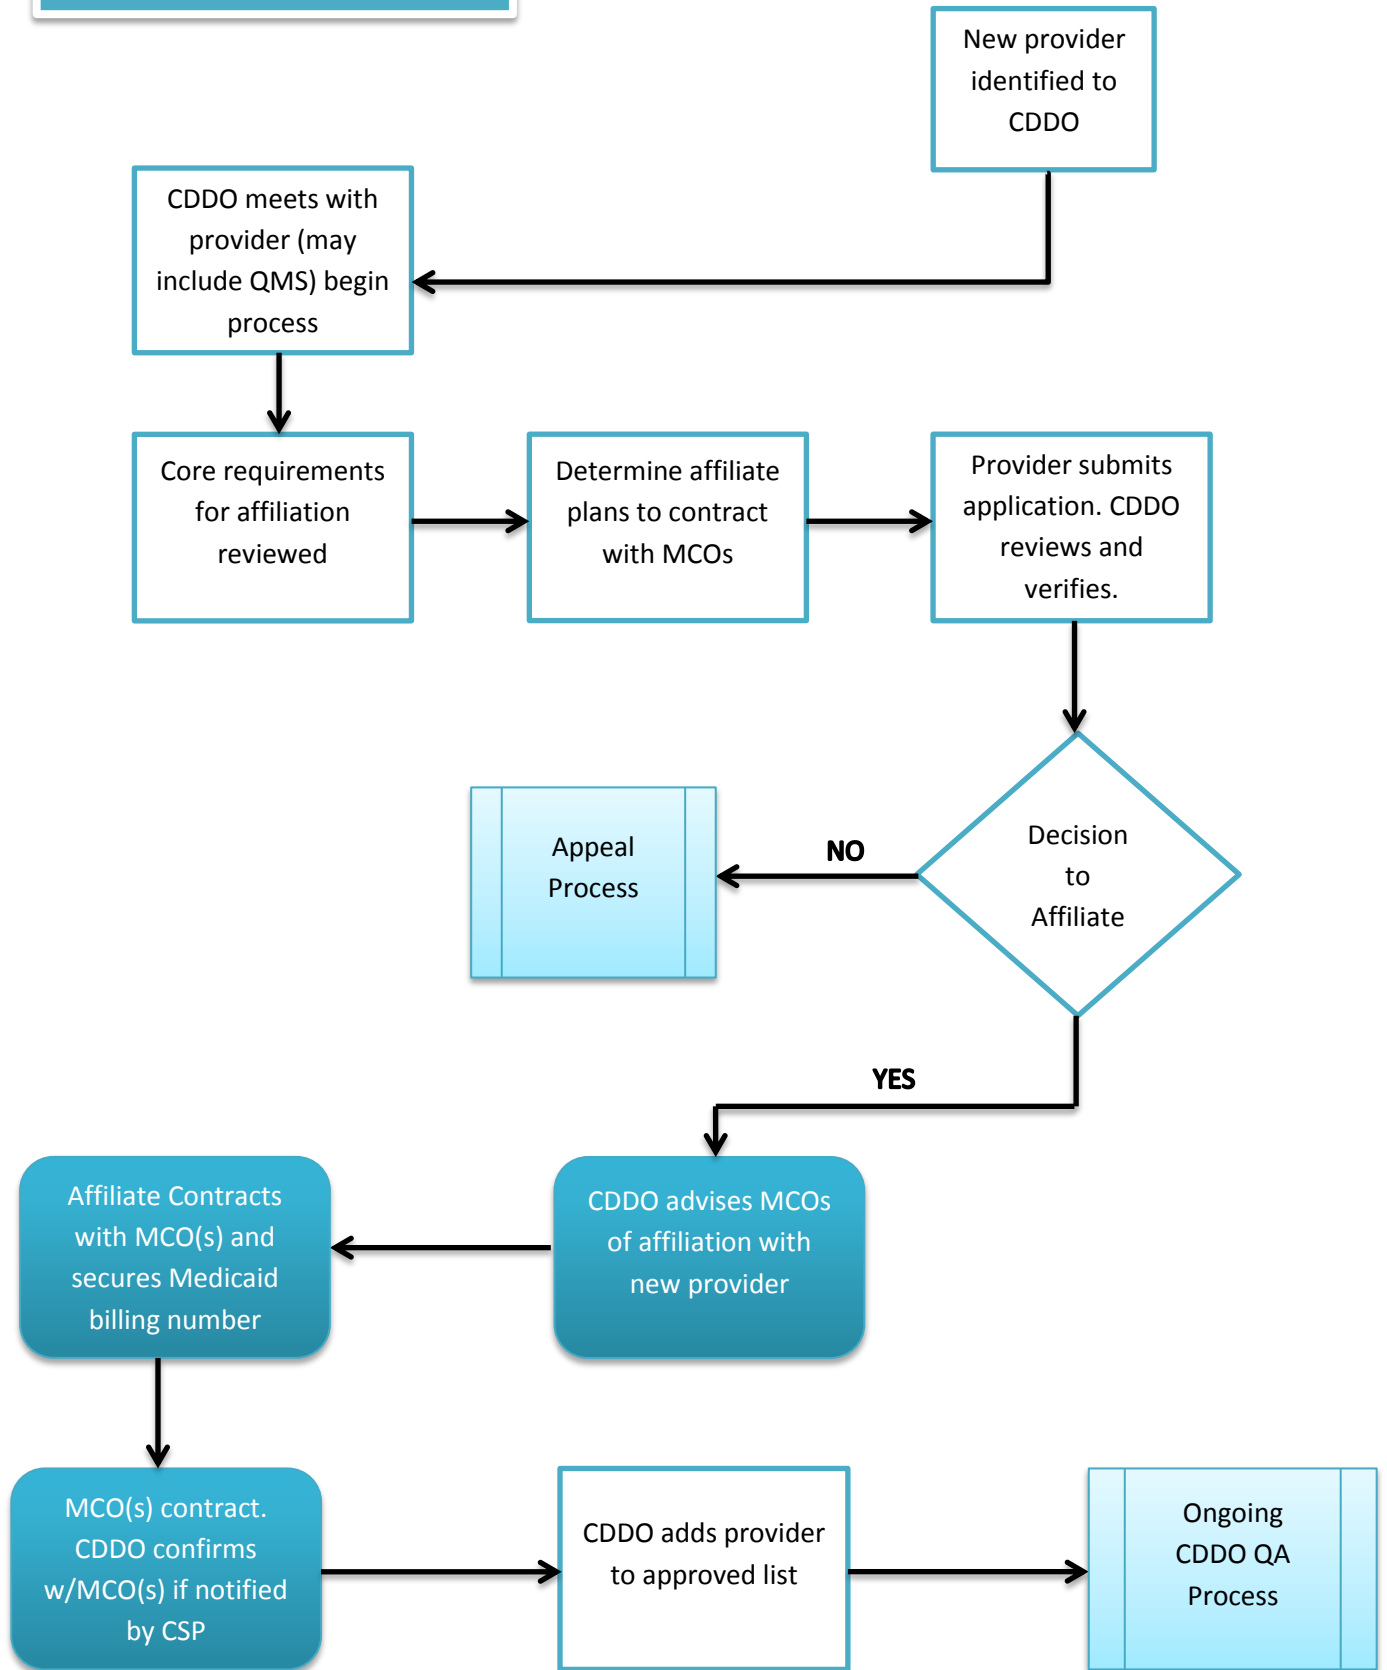 New provider
identified to
CDDO
CDDO meets with
provider (may
include QMS) begin
process
Core requirements
for affiliation
reviewed
Determine affiliate
plans to contract
with MCOs
Provider submits
application. CDDO
reviews and
verifies.
Decision
to
Affiliate
NO
Appeal
Process
YES
CDDO advises MCOs
of affiliation with
new provider
Affiliate Contracts
with MCO(s) and
secures Medicaid
billing number
MCO(s) contract.
CDDO confirms
w/MCO(s) if notified
by CSP
CDDO adds provider
to approved list
Ongoing
CDDO QA
Process